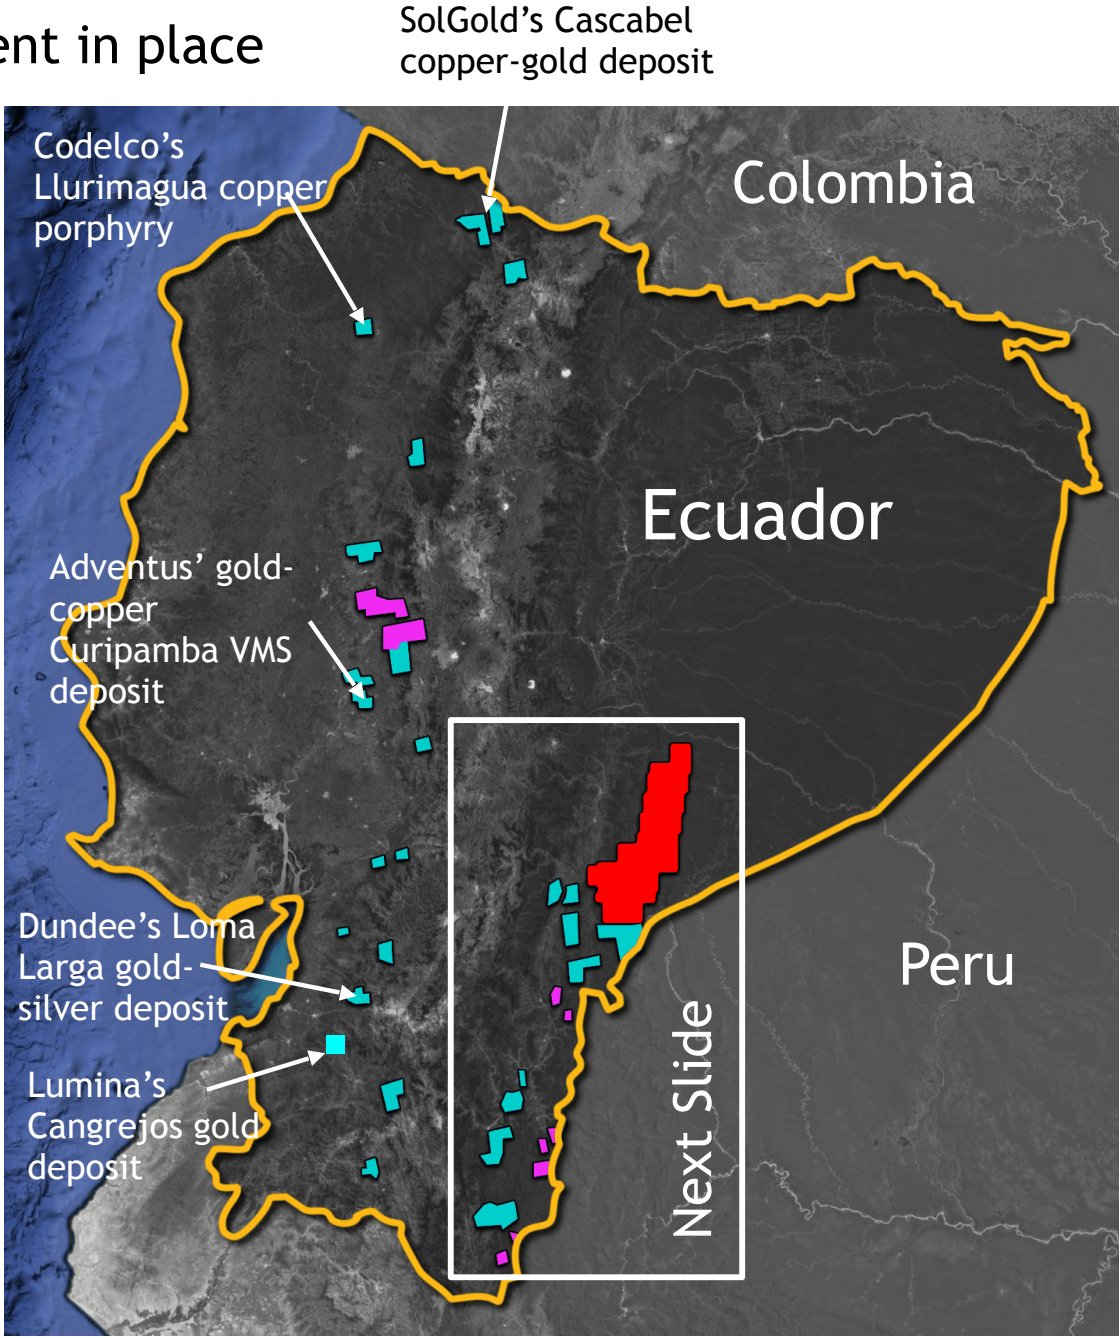 ent in place
SolGold’s Cascabel
copper-gold deposit
Codelco’s
Llurimagua copper
porphyry
Colombia
Ecuador
Adventus’ gold-
copper
Curipamba VMS
deposit
Dundee’s Loma
Larga gold-
silver deposit
Peru
Lumina’s
Cangrejos gold
deposit
Next Slide